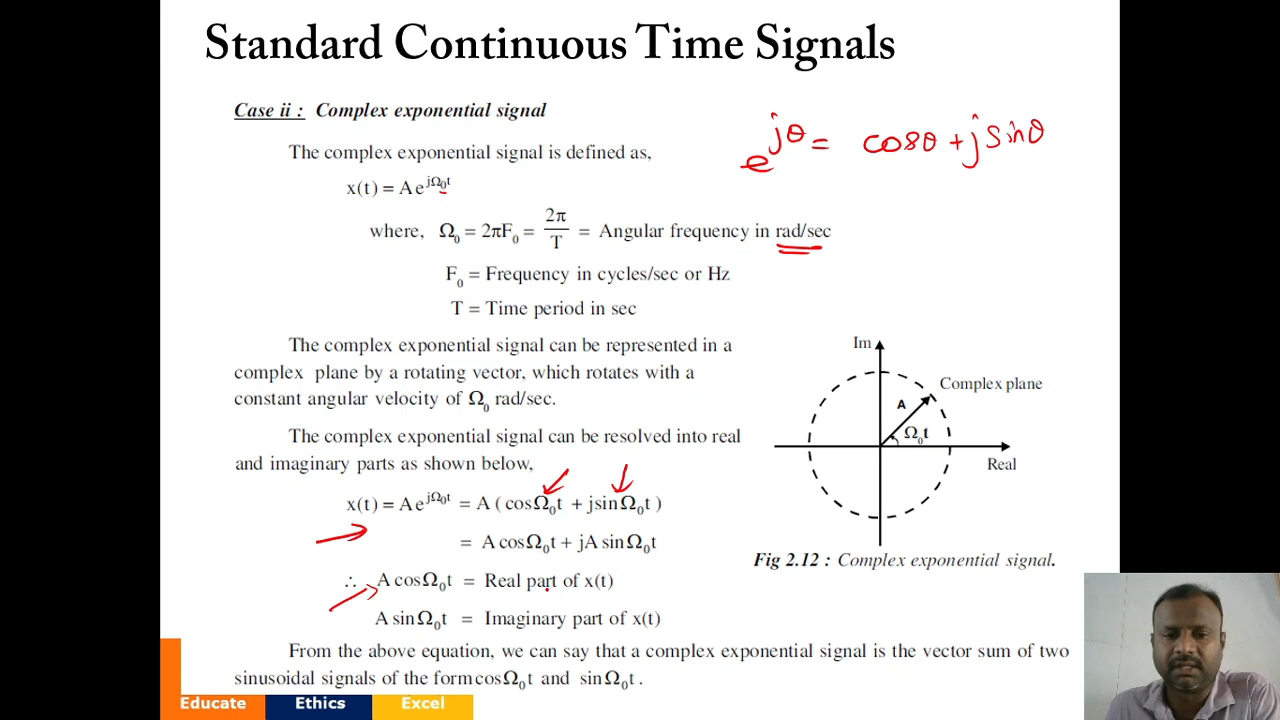 Standard Continuous Time Signals
Case ii : Complex exponential signal
The complex exponential signal is defined as,
x(t) = A e^{jΩ₀t}
e^{jθ} = cosθ + j sinθ
where, Ω₀ = 2πF₀ = 2π/T = Angular frequency in rad/sec
F₀ = Frequency in cycles/sec or Hz
T = Time period in sec
The complex exponential signal can be represented in a
complex plane by a rotating vector, which rotates with a
constant angular velocity of Ω₀ rad/sec.
The complex exponential signal can be resolved into real
and imaginary parts as shown below,
x(t) = A e^{jΩ₀t} = A ( cosΩ₀t + jsinΩ₀t )
= A cosΩ₀t + jA sinΩ₀t
∴ A cosΩ₀t = Real part of x(t)
A sinΩ₀t = Imaginary part of x(t)
Im
Complex plane
A
Ω₀t
Real
Fig 2.12 : Complex exponential signal.
From the above equation, we can say that a complex exponential signal is the vector sum of two
sinusoidal signals of the form cosΩ₀t and sinΩ₀t .
Educate Ethics Excel